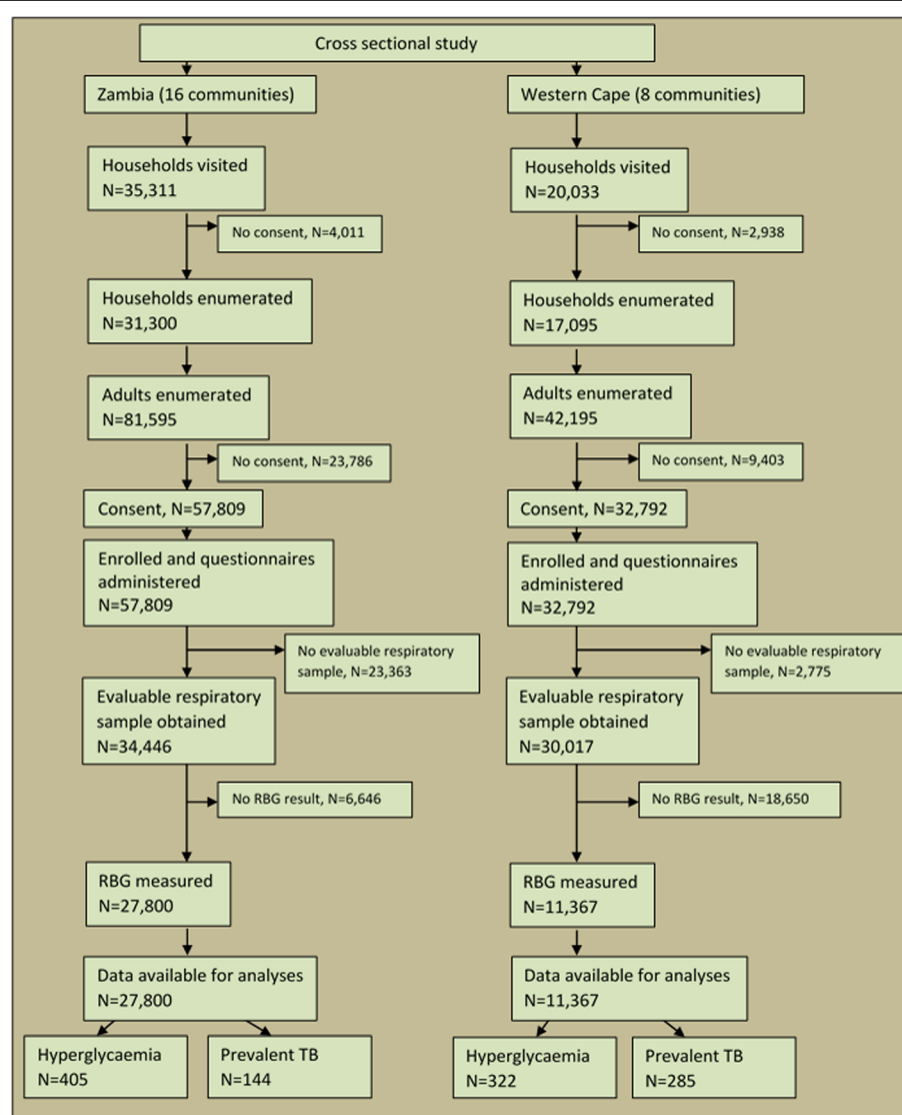 Cross sectional study
Zambia (16 communities)
Households visited
N=35,311
No consent, N=4,011
Households enumerated
N=31,300
Adults enumerated
N=81,595
No consent, N=23,786
Consent, N=57,809
Enrolled and questionnaires
administered
N=57,809
No evaluable respiratory
sample, N=23,363
Evaluable respiratory
sample obtained
N=34,446
No RBG result, N=6,646
RBG measured
N=27,800
Data available for analyses
N=27,800
Hyperglycaemia
N=405
Prevalent TB
N=144
Western Cape (8 communities)
Households visited
N=20,033
No consent, N=2,938
Households enumerated
N=17,095
Adults enumerated
N=42,195
No consent, N=9,403
Consent, N=32,792
Enrolled and questionnaires
administered
N=32,792
No evaluable respiratory
sample, N=2,775
Evaluable respiratory
sample obtained
N=30,017
No RBG result, N=18,650
RBG measured
N=11,367
Data available for analyses
N=11,367
Hyperglycaemia
N=322
Prevalent TB
N=285